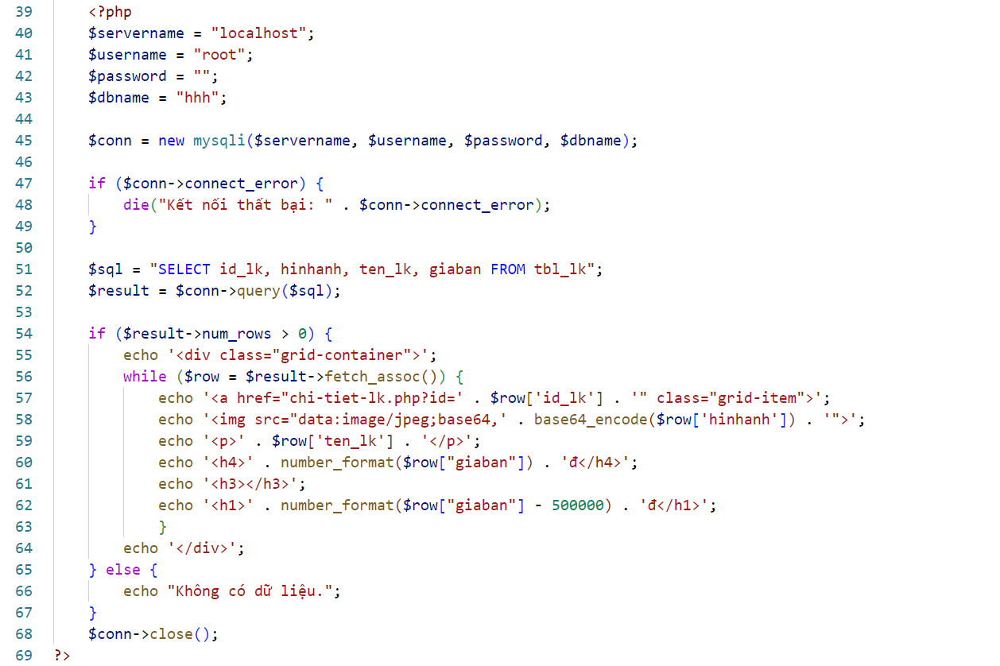 39 <?php
40 $servername = "localhost";
41 $username = "root";
42 $password = "";
43 $dbname = "hhh";
44
45 $conn = new mysqli($servername, $username, $password, $dbname);
46
47 if ($conn->connect_error) {
48 die("Kết nối thất bại: " . $conn->connect_error);
49 }
50
51 $sql = "SELECT id_lk, hinhanh, ten_lk, giaban FROM tbl_lk";
52 $result = $conn->query($sql);
53
54 if ($result->num_rows > 0) {
55 echo '<div class="grid-container">';
56 while ($row = $result->fetch_assoc()) {
57 echo '<a href="chi-tiet-lk.php?id=' . $row['id_lk'] . '" class="grid-item">';
58 echo '<img src="data:image/jpeg;base64,' . base64_encode($row['hinhanh']) . '">';
59 echo '<p>' . $row['ten_lk'] . '</p>';
60 echo '<h4>' . number_format($row["giaban"]) . 'đ</h4>';
61 echo '<h3></h3>';
62 echo '<h1>' . number_format($row["giaban"] - 500000) . 'đ</h1>';
63 }
64 echo '</div>';
65 } else {
66 echo "Không có dữ liệu.";
67 }
68 $conn->close();
69 ?>